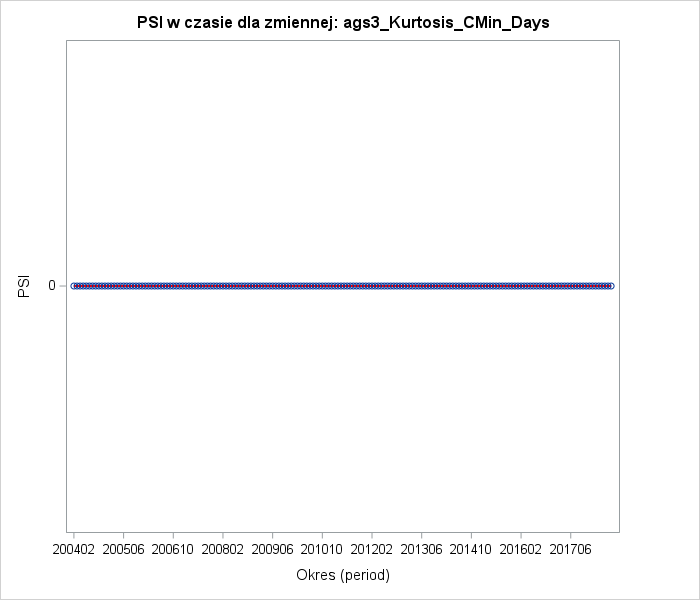 PSI w czasie dla zmiennej: ags3_Kurtosis_CMin_Days
PSI
0
200402 200506 200610 200802 200906 201010 201202 201306 201410 201602 201706
Okres (period)